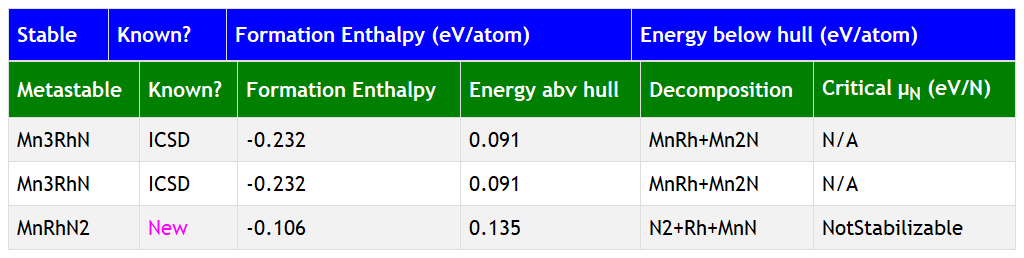 Stable Known? Formation Enthalpy (eV/atom) Energy below hull (eV/atom)
Metastable Known? Formation Enthalpy Energy abv hull Decomposition Critical μN (eV/N)
Mn3RhN ICSD -0.232 0.091 MnRh+Mn2N N/A
Mn3RhN ICSD -0.232 0.091 MnRh+Mn2N N/A
MnRhN2 New -0.106 0.135 N2+Rh+MnN NotStabilizable